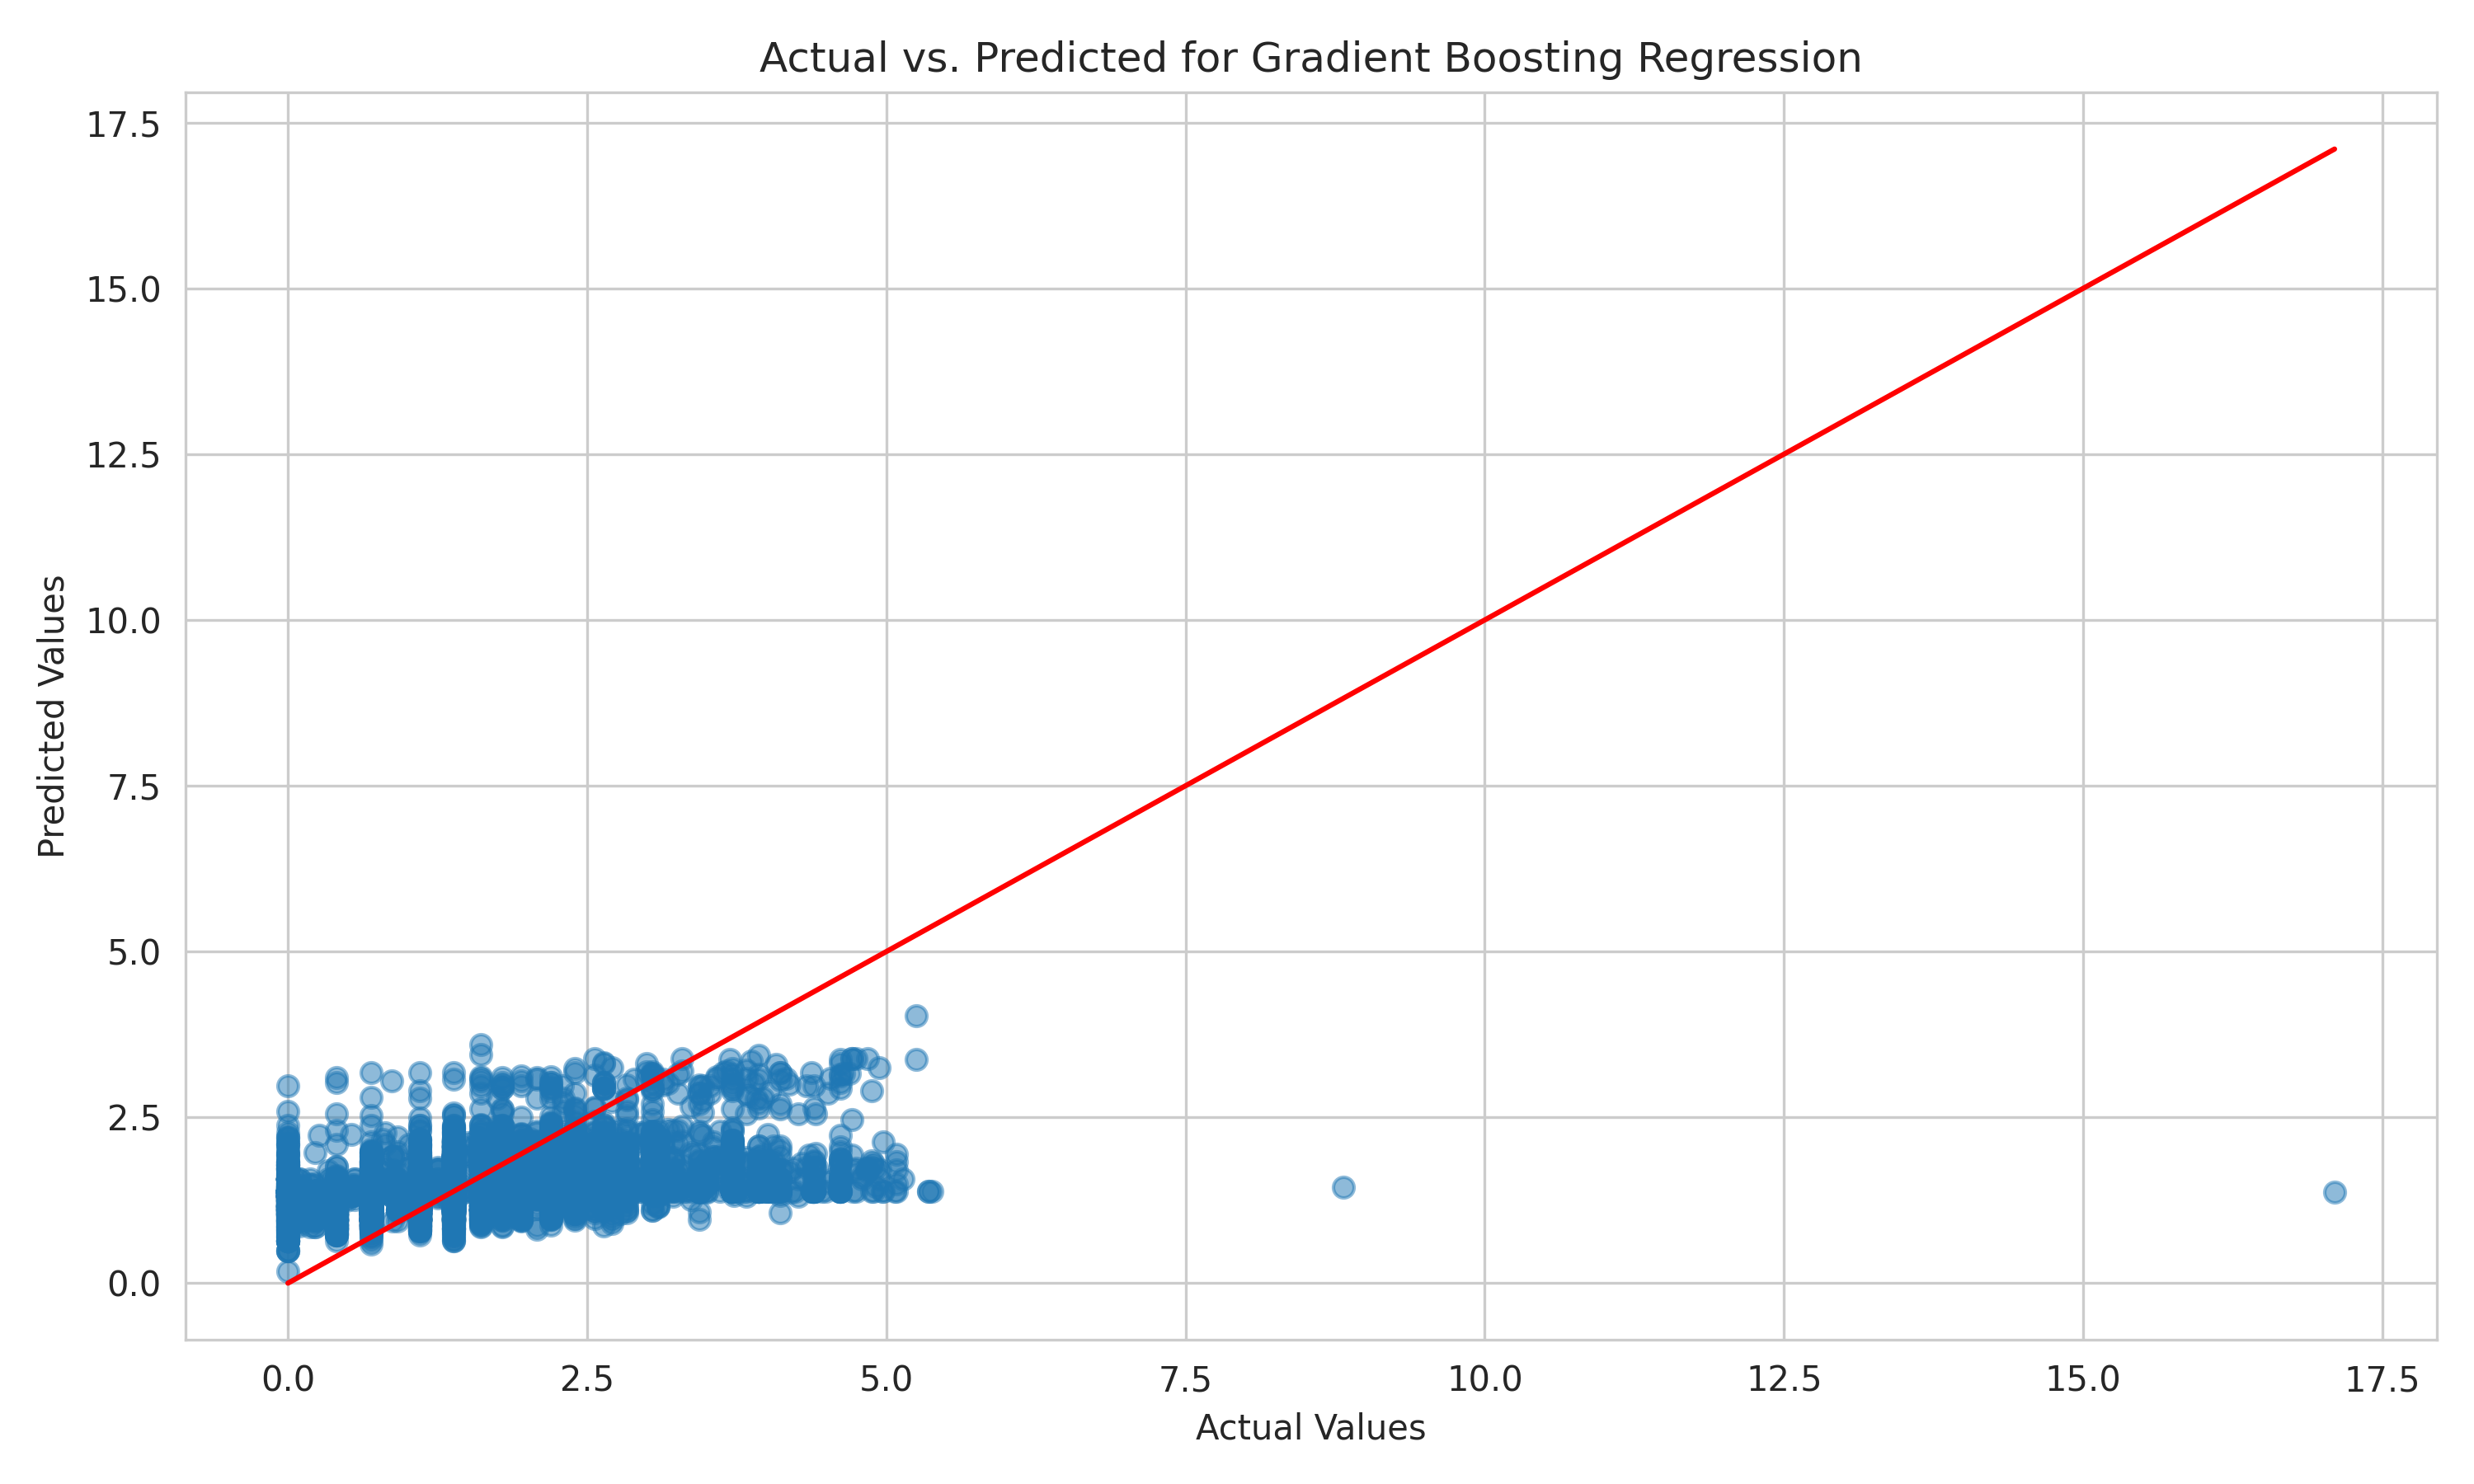 Actual vs. Predicted for Gradient Boosting Regression
17.5
15.0
12.5
10.0
7.5
5.0
2.5
0.0
Predicted Values
0.0 2.5 5.0 7.5 10.0 12.5 15.0 17.5
Actual Values